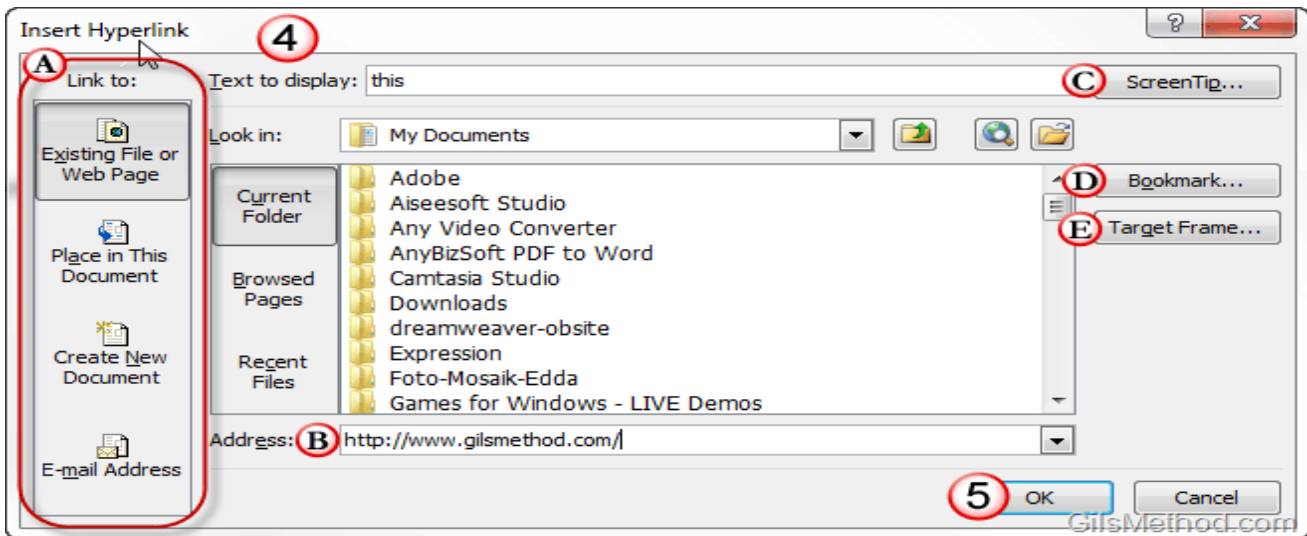 Insert Hyperlink
4
A
Link to:
Text to display: this
C ScreenTip...
Existing File or
Web Page
Look in: My Documents
Current
Folder
Adobe
Aiseesoft Studio
Any Video Converter
AnyBizSoft PDF to Word
Camtasia Studio
Downloads
dreamweaver-obsite
Expression
Foto-Mosaik-Edda
Games for Windows - LIVE Demos
D Bookmark...
E Target Frame...
Place in This
Document
Browsed
Pages
Create New
Document
Recent
Files
E-mail Address
Address: B http://www.gilsmethod.com/
5 OK
Cancel
GilsMethod.com